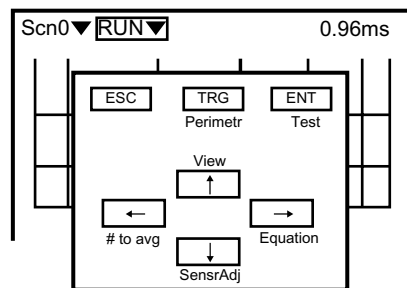 Scn0▼ RUN▼ 0.96ms
ESC TRG ENT
Perimetr Test
View
↑
← →
# to avg Equation
↓
SensrAdj